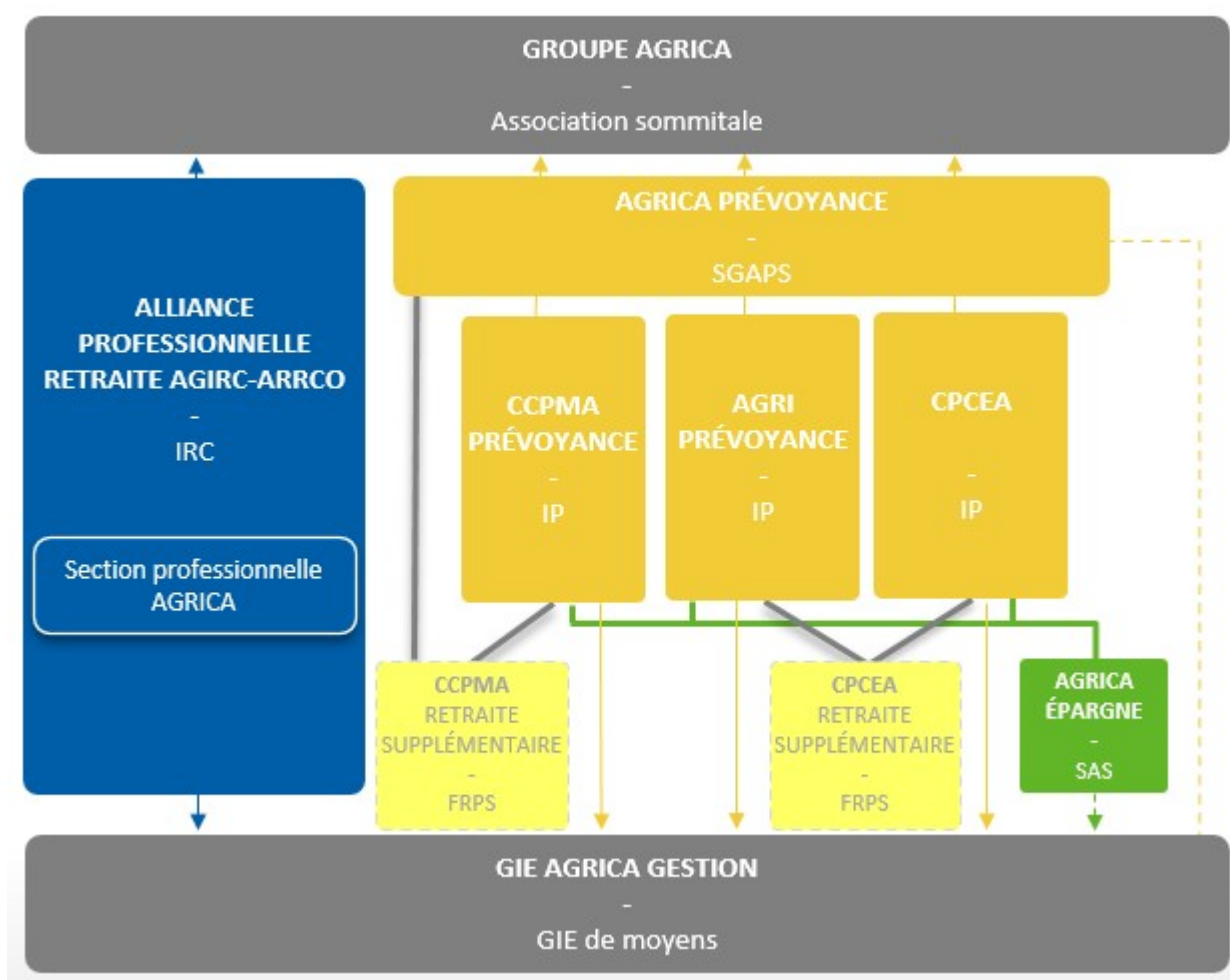 GROUPE AGRICA
-
Association sommitale
ALLIANCE
PROFESSIONNELLE
RETRAITE AGIRC-ARRCO
-
IRC
Section professionnelle
AGRICA
AGRICA PRÉVOYANCE
-
SGAPS
CCPMA
PRÉVOYANCE
-
IP
AGRI
PRÉVOYANCE
-
IP
CPCEA
-
IP
CCPMA
RETRAITE
SUPPLÉMENTAIRE
-
FRPS
CPCEA
RETRAITE
SUPPLÉMENTAIRE
-
FRPS
AGRICA
ÉPARGNE
-
SAS
GIE AGRICA GESTION
-
GIE de moyens